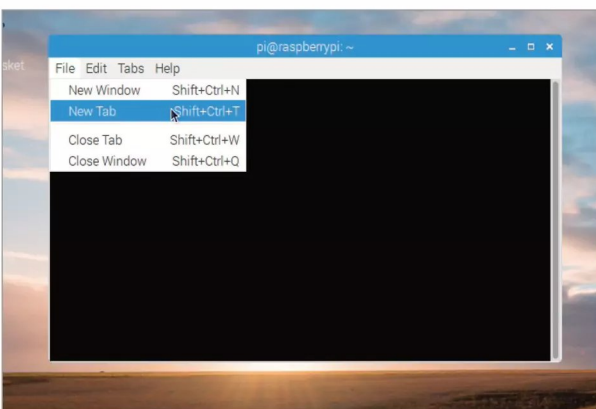 pi@raspberrypi: ~
sket
File Edit Tabs Help
New Window Shift+Ctrl+N
New Tab Shift+Ctrl+T
Close Tab Shift+Ctrl+W
Close Window Shift+Ctrl+Q